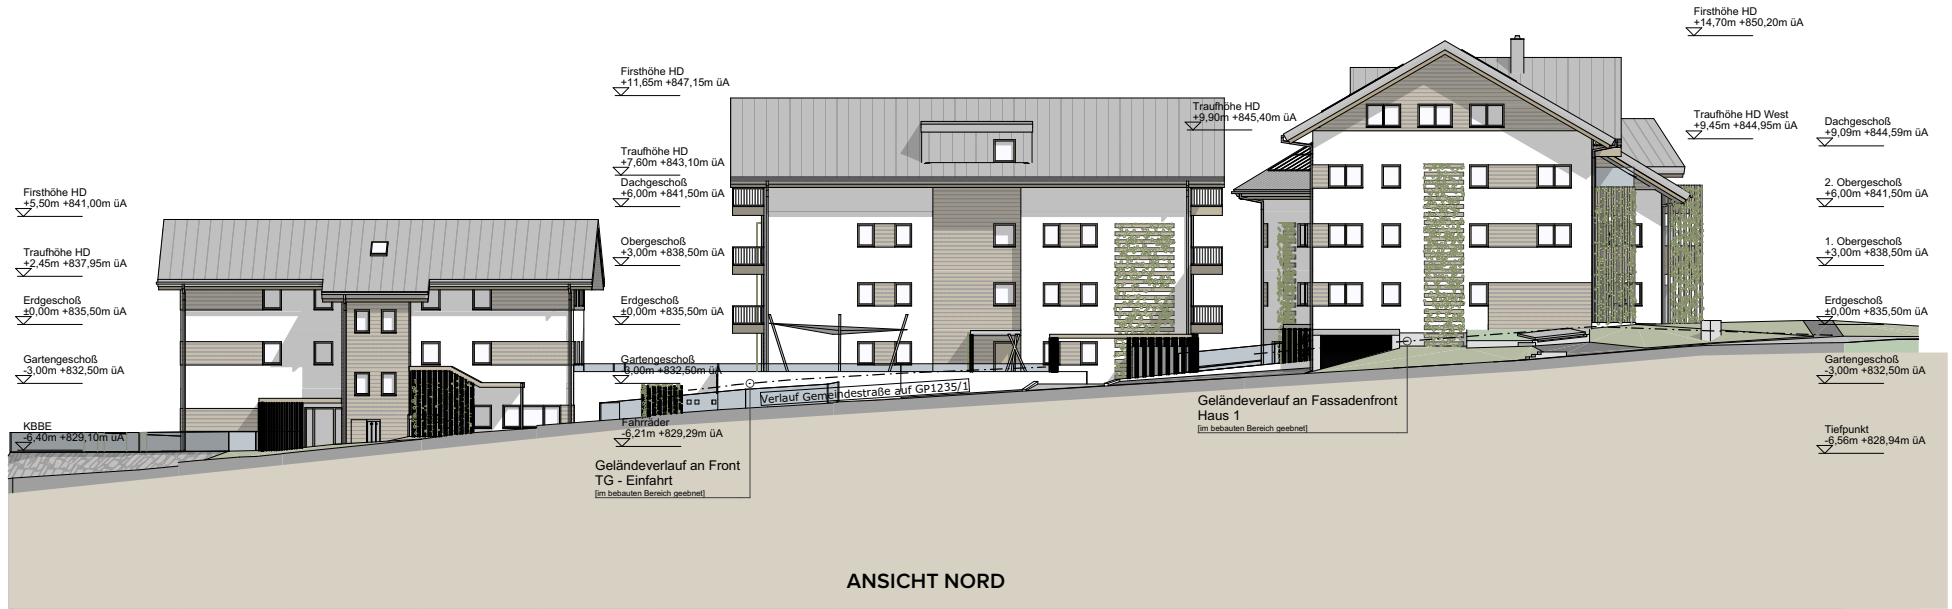 Firsthöhe HD
+5,50m +841,00m üA
Traufhöhe HD
+2,45m +837,95m üA
Erdgeschoß
±0,00m +835,50m üA
Gartengeschoß
-3,00m +832,50m üA
KBBE
-6,40m +829,10m üA
Firsthöhe HD
+11,65m +847,15m üA
Traufhöhe HD
+7,60m +843,10m üA
Dachgeschoß
+6,00m +841,50m üA
Obergeschoß
+3,00m +838,50m üA
Erdgeschoß
±0,00m +835,50m üA
Gartengeschoß
-3,00m +832,50m üA
Fahrräder
-6,21m +829,29m üA
Geländeverlauf an Front
TG - Einfahrt
[im bebauten Bereich geebnet]
Verlauf Gemeindestraße auf GP1235/1
Traufhöhe HD
+9,90m +845,40m üA
Geländeverlauf an Fassadenfront
Haus 1
[im bebauten Bereich geebnet]
Firsthöhe HD
+14,70m +850,20m üA
Traufhöhe HD West
+9,45m +844,95m üA
Dachgeschoß
+9,09m +844,59m üA
2. Obergeschoß
+6,00m +841,50m üA
1. Obergeschoß
+3,00m +838,50m üA
Erdgeschoß
±0,00m +835,50m üA
Gartengeschoß
-3,00m +832,50m üA
Tiefpunkt
-6,56m +828,94m üA
ANSICHT NORD